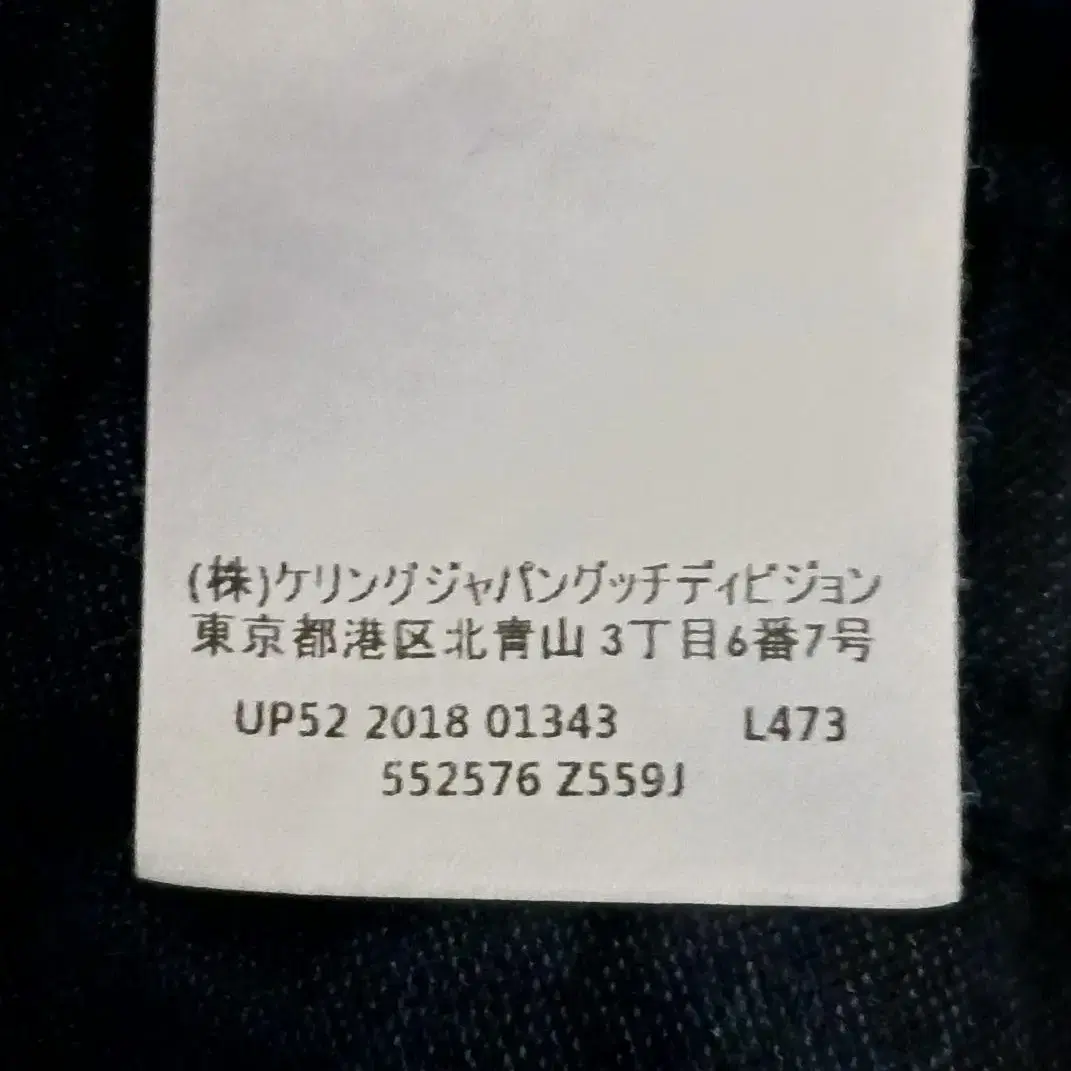 (株)ケリングジャパングッチディビジョン
東京都港区北青山 3丁目6番7号
UP52 2018 01343 L473
552576 Z559J